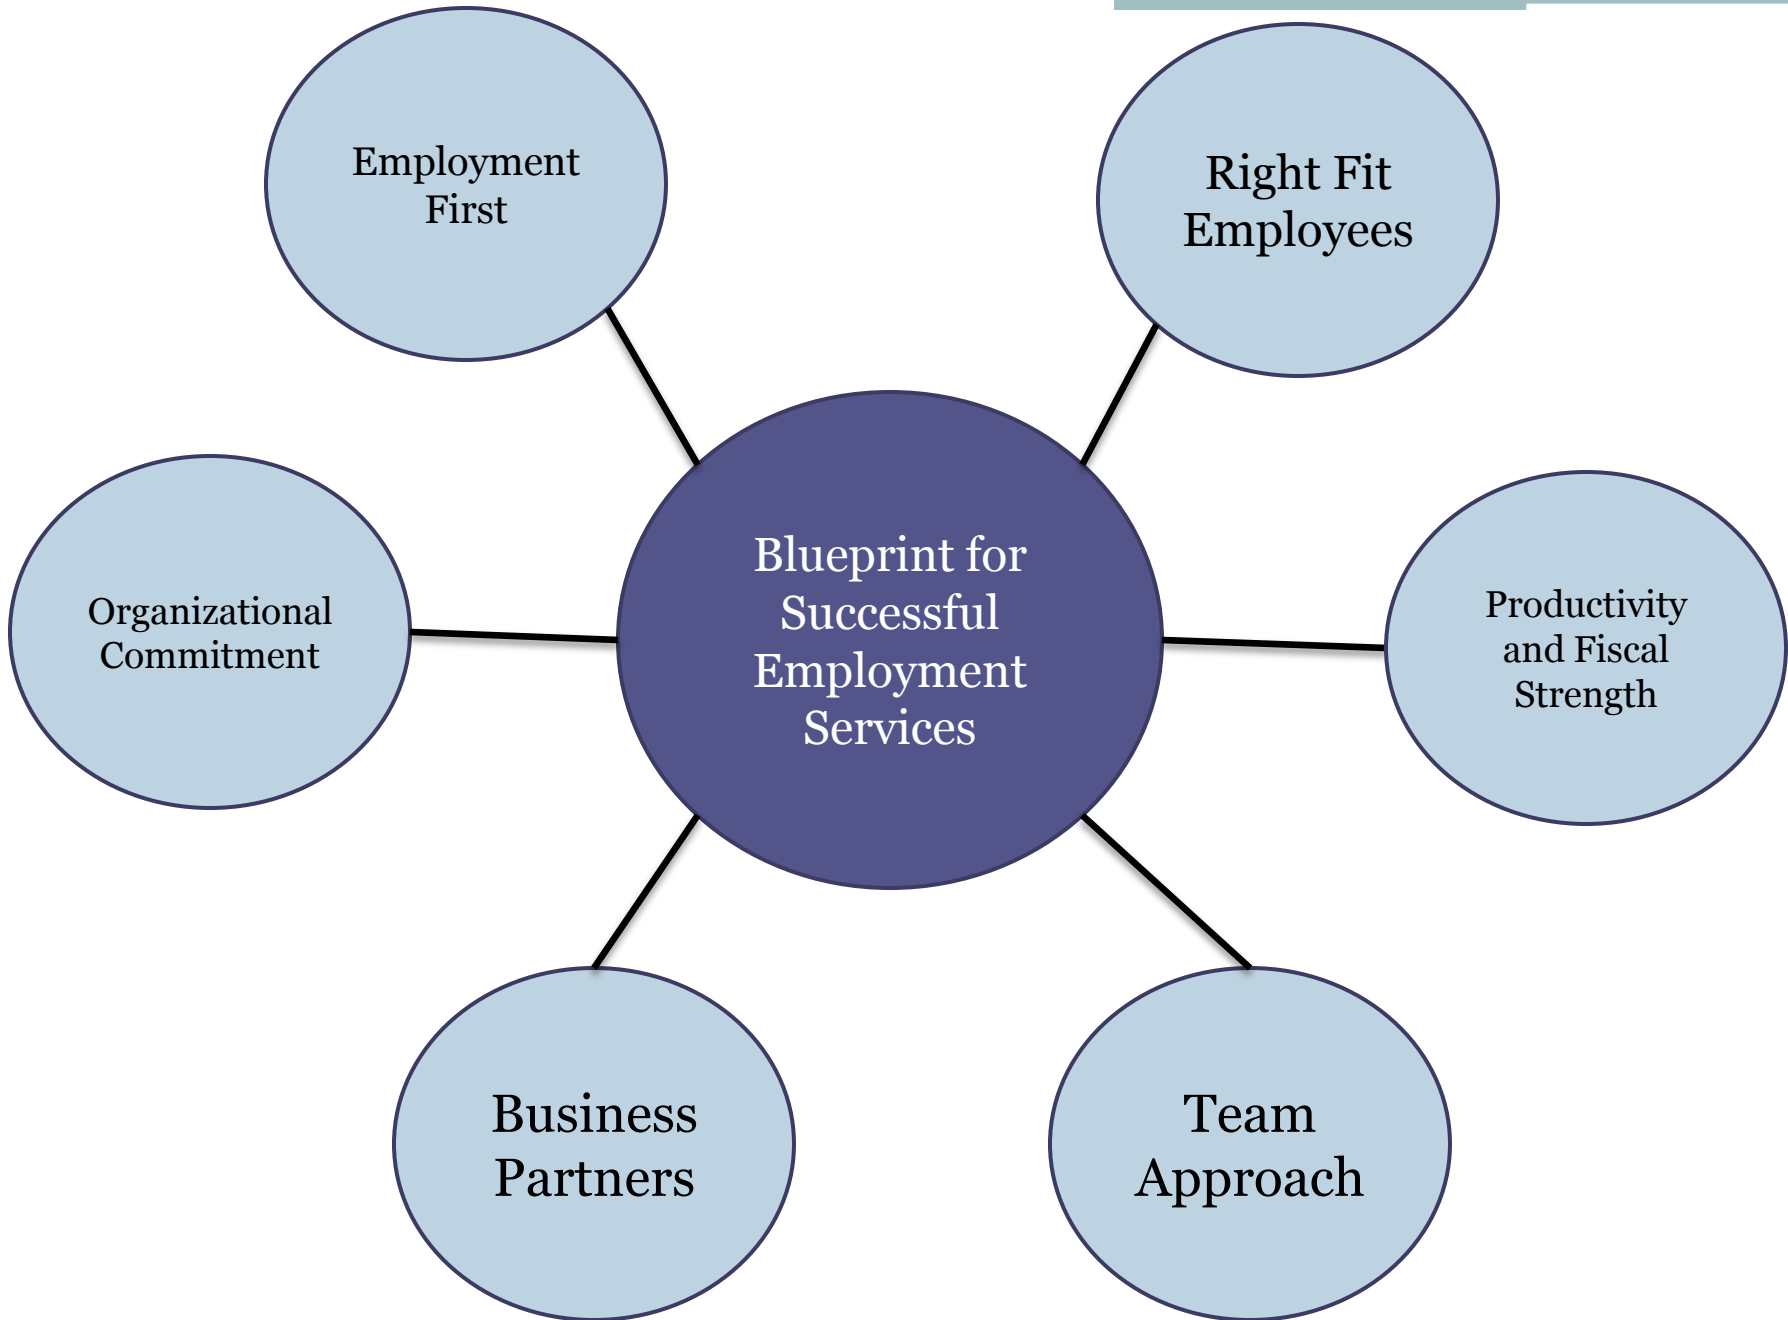 Employment
First
Right Fit
Employees
Organizational
Commitment
Blueprint for
Successful
Employment
Services
Productivity
and Fiscal
Strength
Business
Partners
Team
Approach